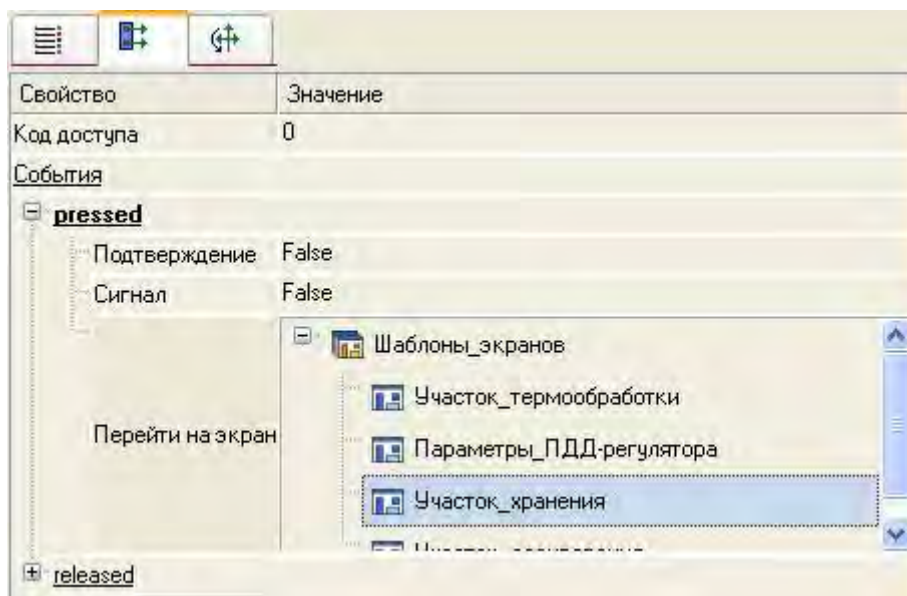 Свойство Значение
Код доступа 0
События
pressed
Подтверждение False
Сигнал False
Шаблоны_экранов
Участок_термообработки
Перейти на экран
Параметры_ПДД-регулятора
Участок_хранения
released